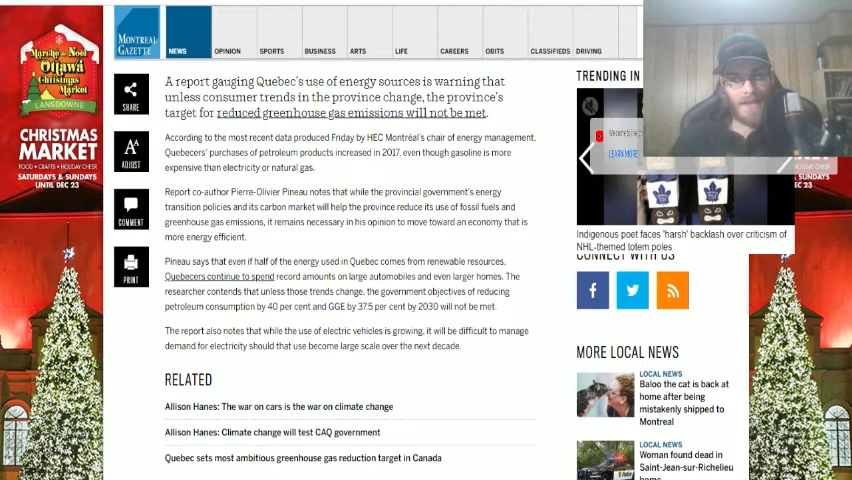 Marché de Noël
Ottawa
Christmas
Market
LANSDOWNE
CHRISTMAS
MARKET
FOOD • CRAFTS • HOLIDAY CHEER
SATURDAYS & SUNDAYS
UNTIL DEC 23
MONTREAL
GAZETTE
NEWS
OPINION
SPORTS
BUSINESS
ARTS
LIFE
CAREERS
OBITS
CLASSIFIEDS
DRIVING
SHARE
ADJUST
COMMENT
PRINT
A report gauging Quebec's use of energy sources is warning that
unless consumer trends in the province change, the province's
target for reduced greenhouse gas emissions will not be met.
According to the most recent data produced Friday by HEC Montréal's chair of energy management,
Quebecers' purchases of petroleum products increased in 2017, even though gasoline is more
expensive than electricity or natural gas.
Report co-author Pierre-Olivier Pineau notes that while the provincial government's energy
transition policies and its carbon market will help the province reduce its use of fossil fuels and
greenhouse gas emissions, it remains necessary in his opinion to move toward an economy that is
more energy efficient.
Pineau says that even if half of the energy used in Quebec comes from renewable resources,
Quebecers continue to spend record amounts on large automobiles and even larger homes. The
researcher contends that unless those trends change, the government objectives of reducing
petroleum consumption by 40 per cent and GGE by 37.5 per cent by 2030 will not be met.
The report also notes that while the use of electric vehicles is growing, it will be difficult to manage
demand for electricity should that use become large scale over the next decade.
RELATED
Allison Hanes: The war on cars is the war on climate change
Allison Hanes: Climate change will test CAQ government
Quebec sets most ambitious greenhouse gas reduction target in Canada
TRENDING IN
LEARN MORE
Indigenous poet faces 'harsh' backlash over criticism of
NHL-themed totem poles
CONNECT WITH US
MORE LOCAL NEWS
LOCAL NEWS
Baloo the cat is back at
home after being
mistakenly shipped to
Montreal
LOCAL NEWS
Woman found dead in
Saint-Jean-sur-Richelieu
home